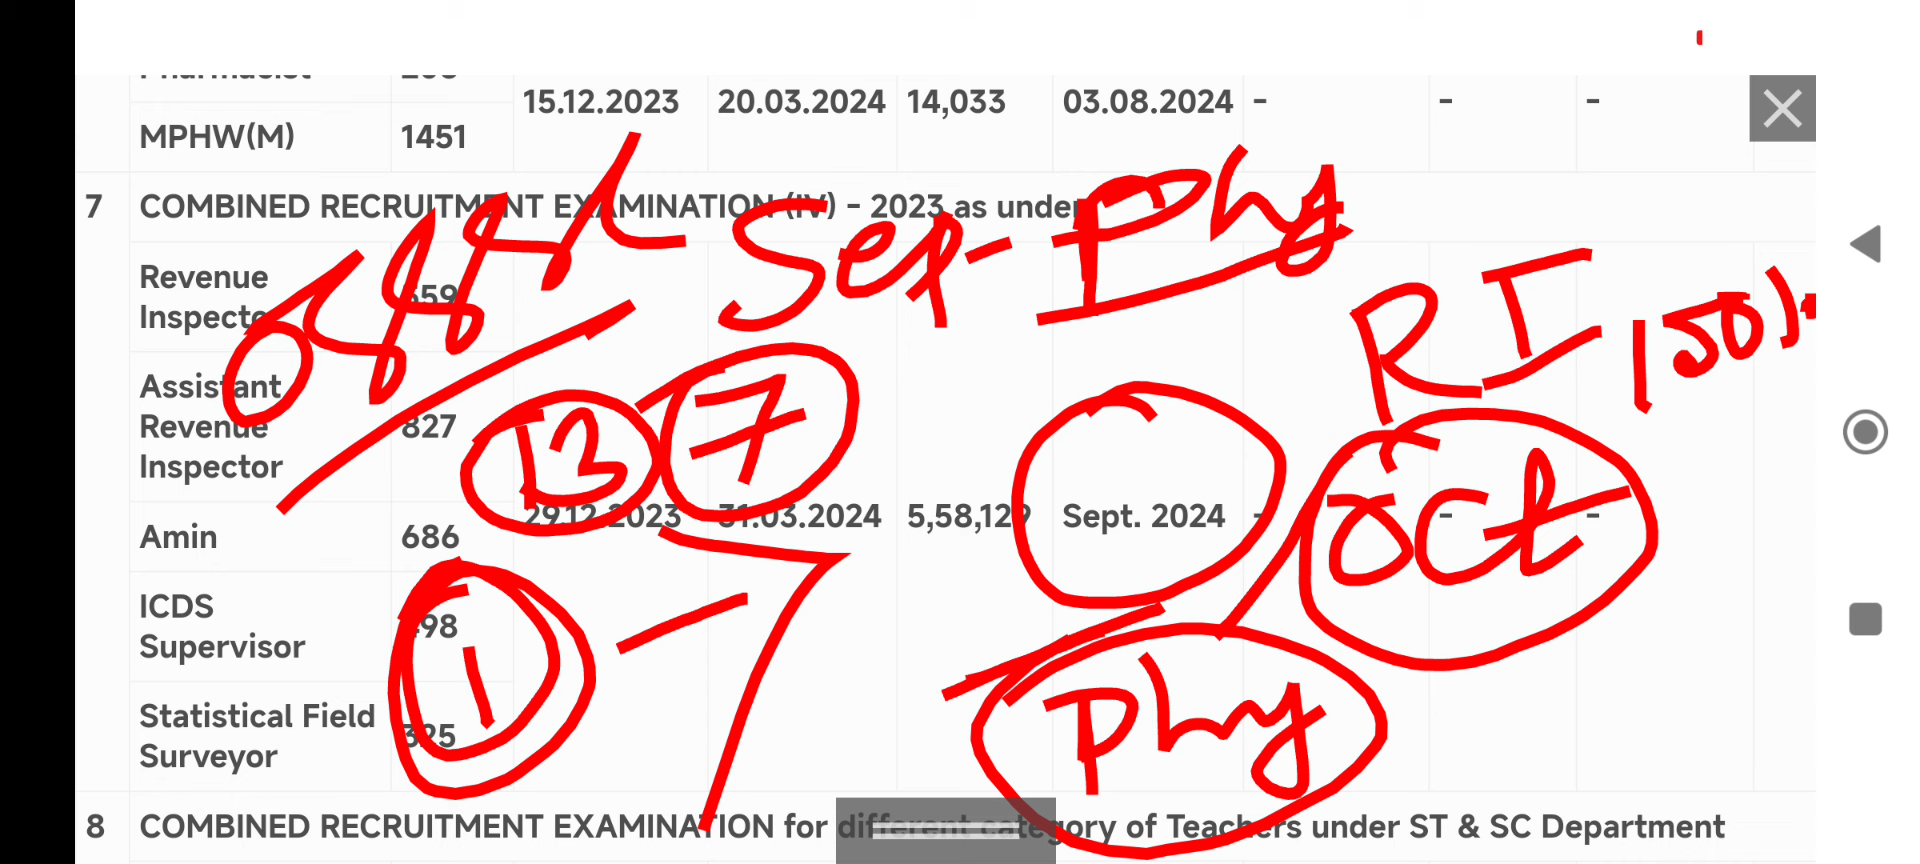 15.12.2023 20.03.2024 14,033 03.08.2024 - - -
MPHW(M) 1451
7 COMBINED RECRUITMENT EXAMINATION (IV) - 2023 as under
Sep - Phy
Revenue
Inspector
RI
Assistant
Revenue
Inspector
827
13
7
29.12.2023 31.03.2024 5,58,129 Sept. 2024 - - -
Oct
Amin 686
ICDS
Supervisor
1
Phy
Statistical Field
Surveyor
325
8 COMBINED RECRUITMENT EXAMINATION for different category of Teachers under ST & SC Department